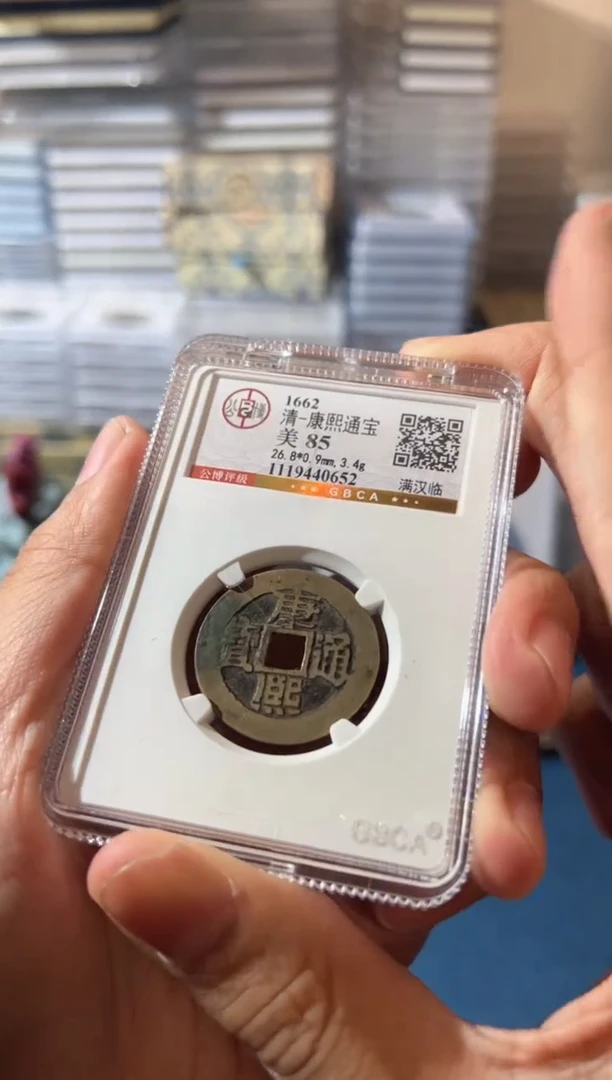 1662
清-康熙通宝
美 85
26.8*0.9mm, 3.4g
1119440652
满汉临
公博评级
GBCA
康
寳 通
熙
GBCA®